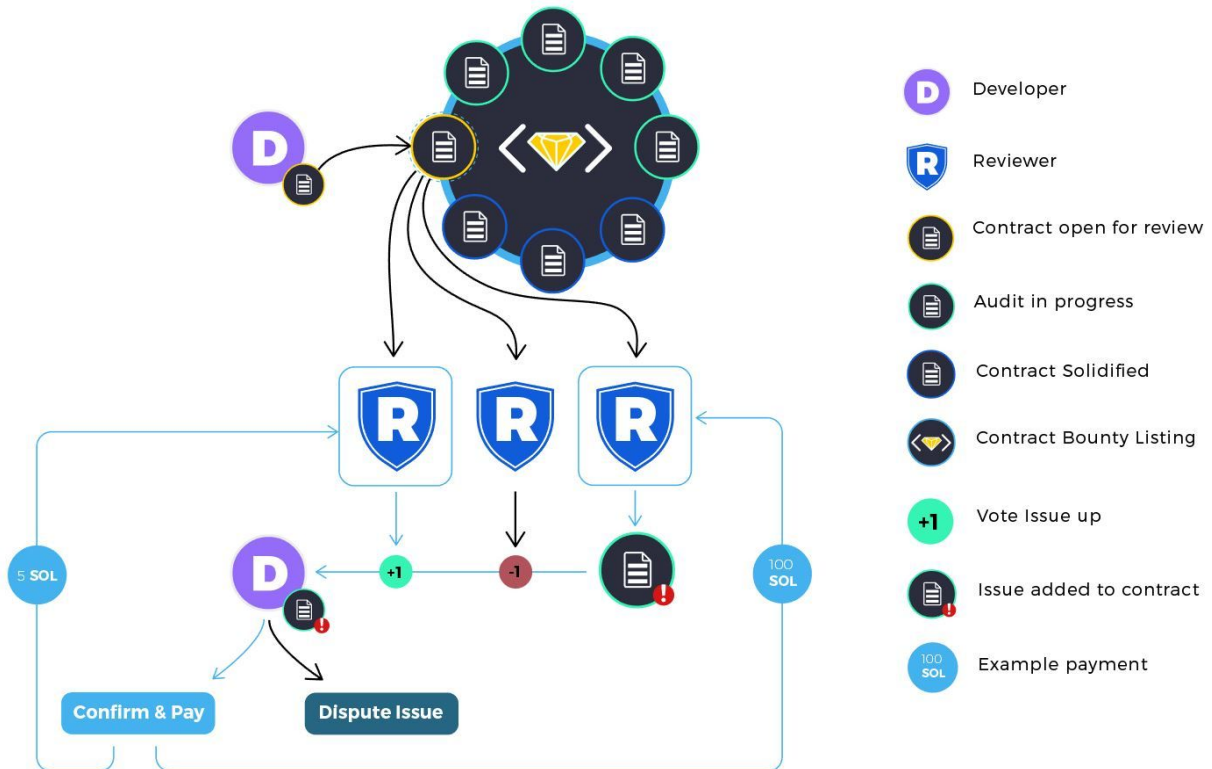 D
D
Developer
R
Reviewer
Contract open for review
Audit in progress
Contract Solidified
Contract Bounty Listing
+1
Vote Issue up
!
Issue added to contract
100
SOL
Example payment
R
R
R
5 SOL
D
!
+1
-1
!
100
SOL
Confirm & Pay
Dispute Issue